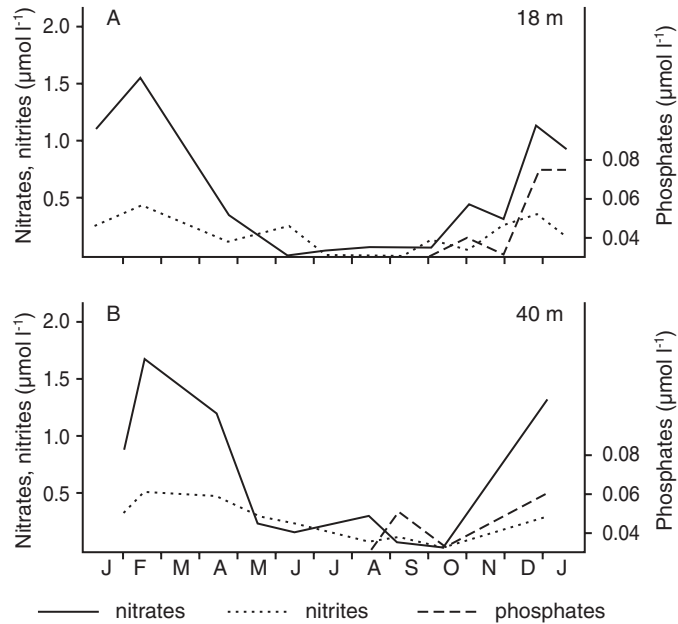 A
18 m
Nitrates, nitrites (µmol l⁻¹)
2.0
1.5
1.0
0.5
Phosphates (µmol l⁻¹)
0.08
0.06
0.04
B
40 m
Nitrates, nitrites (µmol l⁻¹)
2.0
1.5
1.0
0.5
Phosphates (µmol l⁻¹)
0.08
0.06
0.04
J F M A M J J A S O N D J
nitrates nitrites phosphates